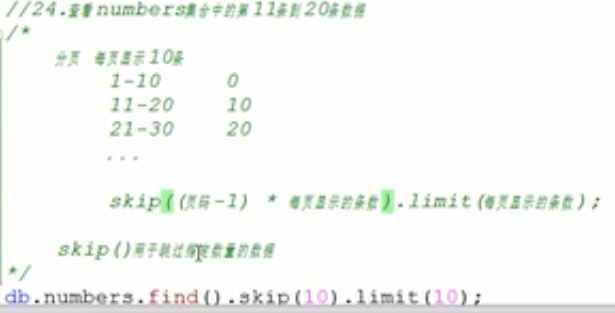 //24.查看numbers集合中的第11条到20条数据
/*
分页 每页显示10条
1-10 0
11-20 10
21-30 20
...
skip((页码-1) * 每页显示的条数).limit(每页显示的条数);
skip()用于跳过指定数量的数据
*/
db.numbers.find().skip(10).limit(10);